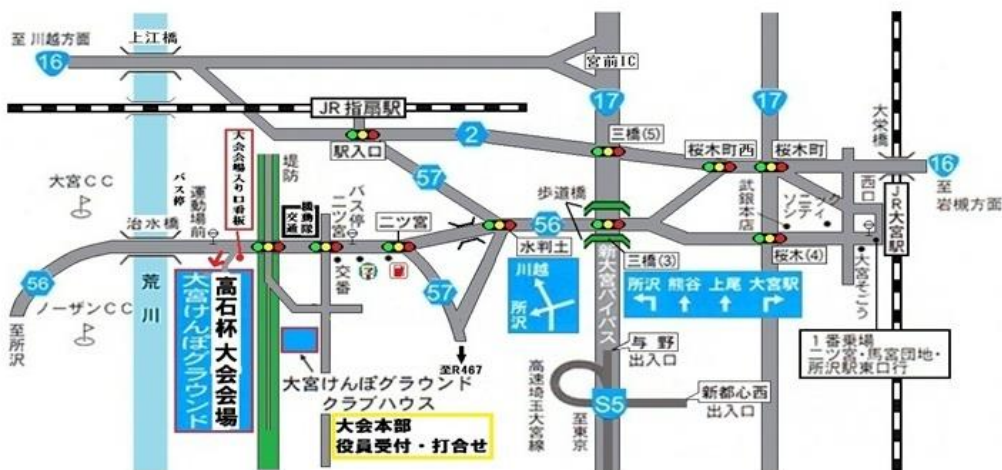 至 川越方面
16
上江橋
宮前IC
17
17
JR 指扇駅
駅入口
2
三橋(5)
桜木町西
桜木町
大栄橋
16
至
岩槻方面
大宮CC
バス停
運動場前
大会会場入り口看板
堤防
機動隊
交通
バス停
二ツ宮
二ツ宮
57
歩道橋
武銀本店
ソニック
シティ
西口
JR大宮駅
治水橋
56
水判土
三橋(3)
桜木(4)
大宮そごう
交番
57
川越
所沢
新大宮バイパス
所沢 熊谷 上尾 大宮駅
56
ノーザンCC
至所沢
荒川
高石杯 大会会場
大宮けんぽグラウンド
至R467
大宮けんぽグラウンド
クラブハウス
大会本部
役員受付・打合せ
与野
出入口
高速埼玉大宮線
S5
至東京
新都心西
出入口
1番乗場
二ツ宮・馬宮団地・
所沢駅東口行